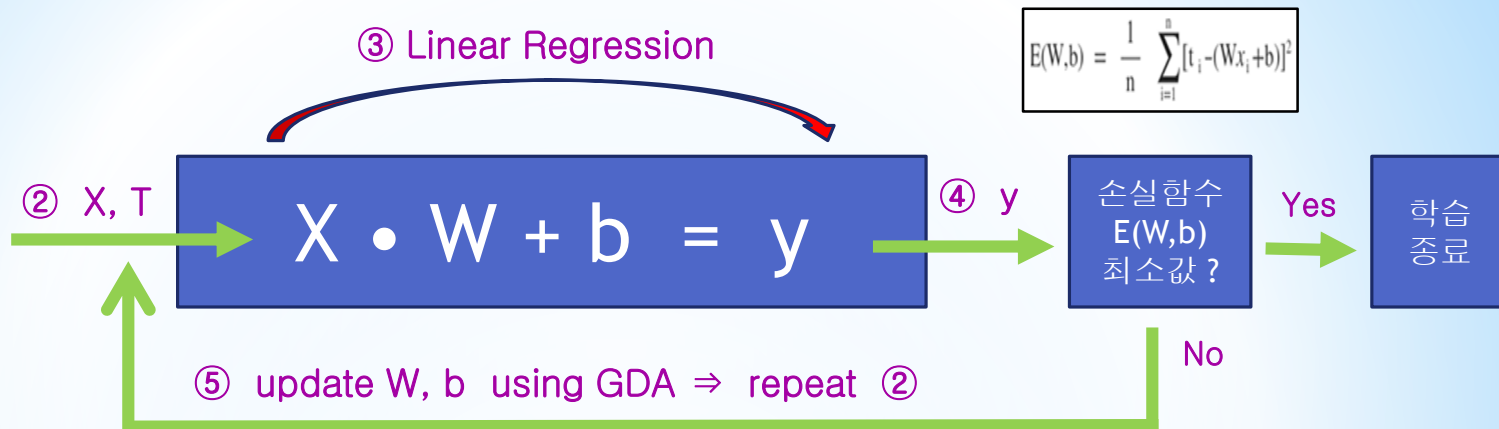 ③ Linear Regression
E(W,b) = 1/n ∑_{i=1}^{n} [t_i-(Wx_i+b)]²
② X, T
X • W + b = y
④ y
손실함수
E(W,b)
최소값 ?
Yes
학습
종료
No
⑤ update W, b using GDA ⇒ repeat ②